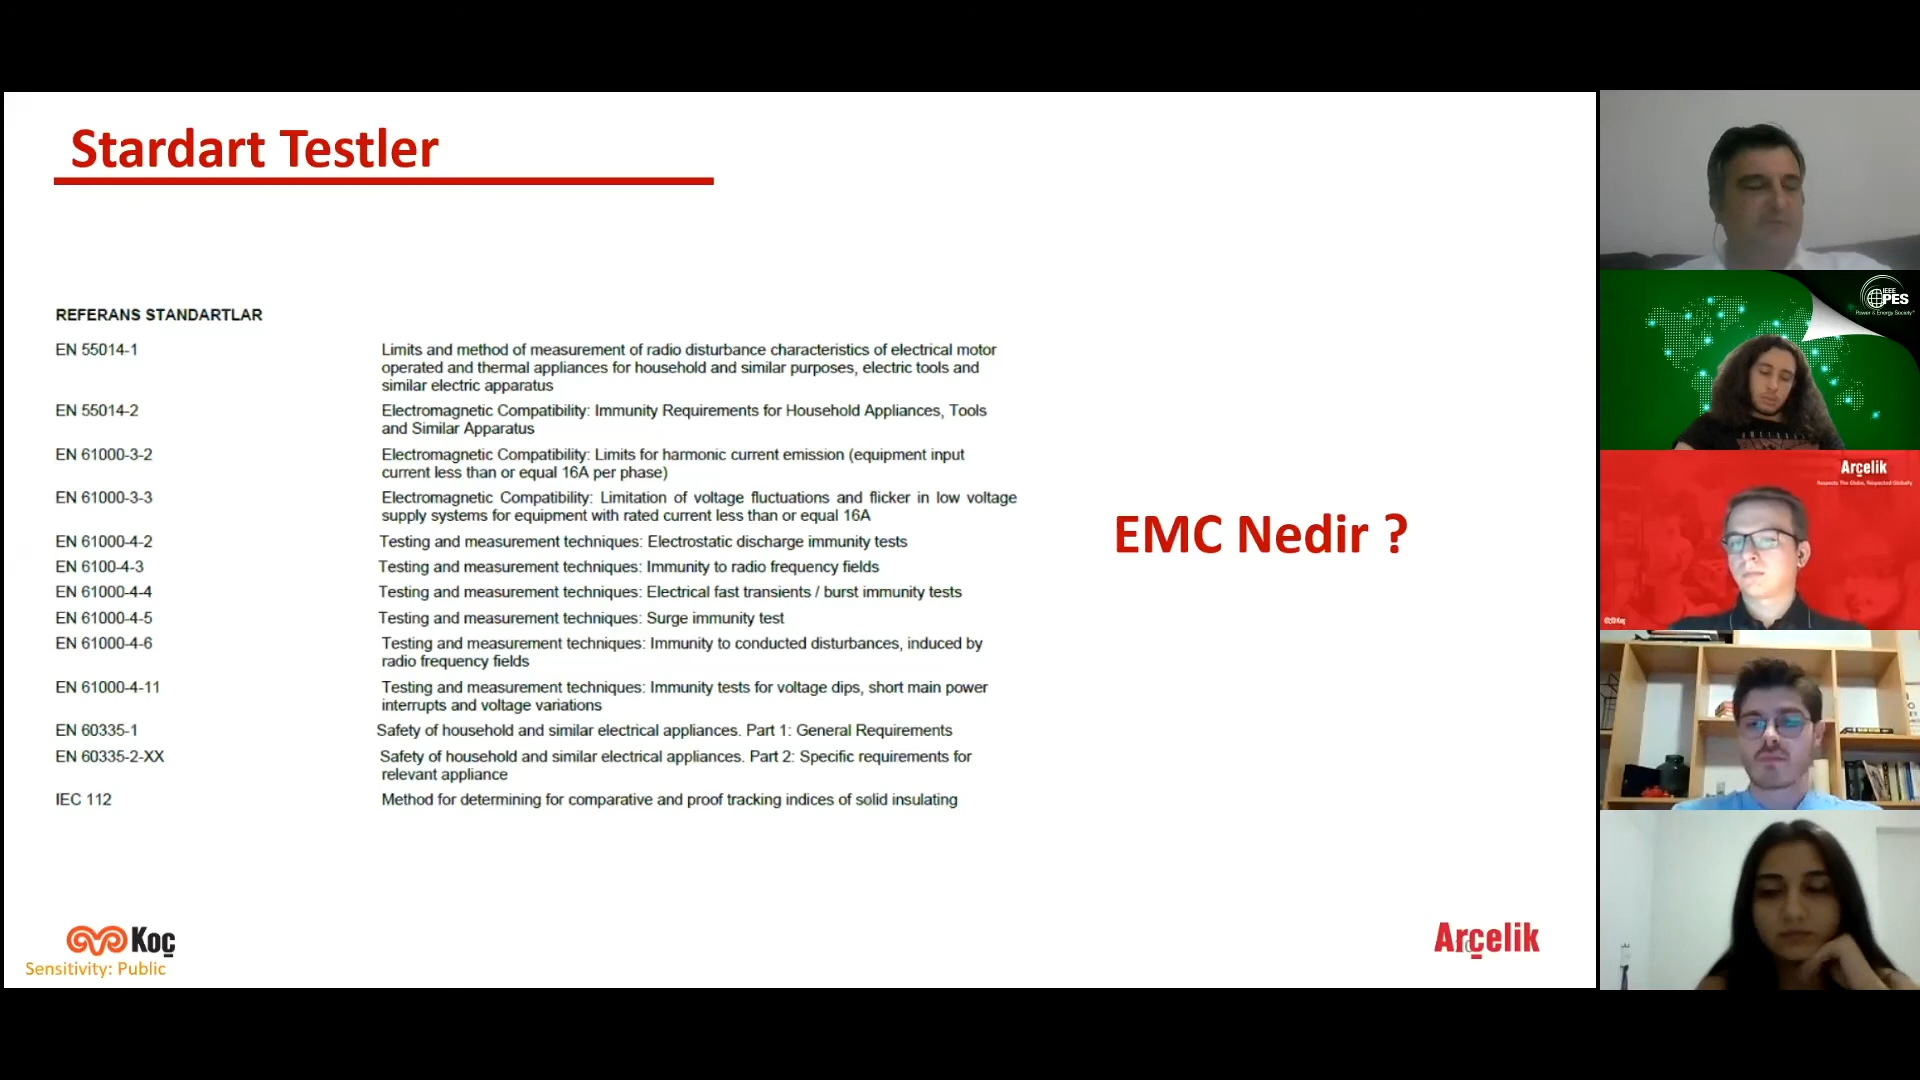 Stardart Testler
REFERANS STANDARTLAR
EN 55014-1 Limits and method of measurement of radio disturbance characteristics of electrical motor
operated and thermal appliances for household and similar purposes, electric tools and
similar electric apparatus
EN 55014-2 Electromagnetic Compatibility: Immunity Requirements for Household Appliances, Tools
and Similar Apparatus
EN 61000-3-2 Electromagnetic Compatibility: Limits for harmonic current emission (equipment input
current less than or equal 16A per phase)
EN 61000-3-3 Electromagnetic Compatibility: Limitation of voltage fluctuations and flicker in low voltage
supply systems for equipment with rated current less than or equal 16A
EN 61000-4-2 Testing and measurement techniques: Electrostatic discharge immunity tests
EN 6100-4-3 Testing and measurement techniques: Immunity to radio frequency fields
EN 61000-4-4 Testing and measurement techniques: Electrical fast transients / burst immunity tests
EN 61000-4-5 Testing and measurement techniques: Surge immunity test
EN 61000-4-6 Testing and measurement techniques: Immunity to conducted disturbances, induced by
radio frequency fields
EN 61000-4-11 Testing and measurement techniques: Immunity tests for voltage dips, short main power
interrupts and voltage variations
EN 60335-1 Safety of household and similar electrical appliances. Part 1: General Requirements
EN 60335-2-XX Safety of household and similar electrical appliances. Part 2: Specific requirements for
relevant appliance
IEC 112 Method for determining for comparative and proof tracking indices of solid insulating
EMC Nedir ?
Koç
Sensitivity: Public
Arçelik
IEEE
PES
Power & Energy Society
Arçelik
Respects The Globe, Respected Globally